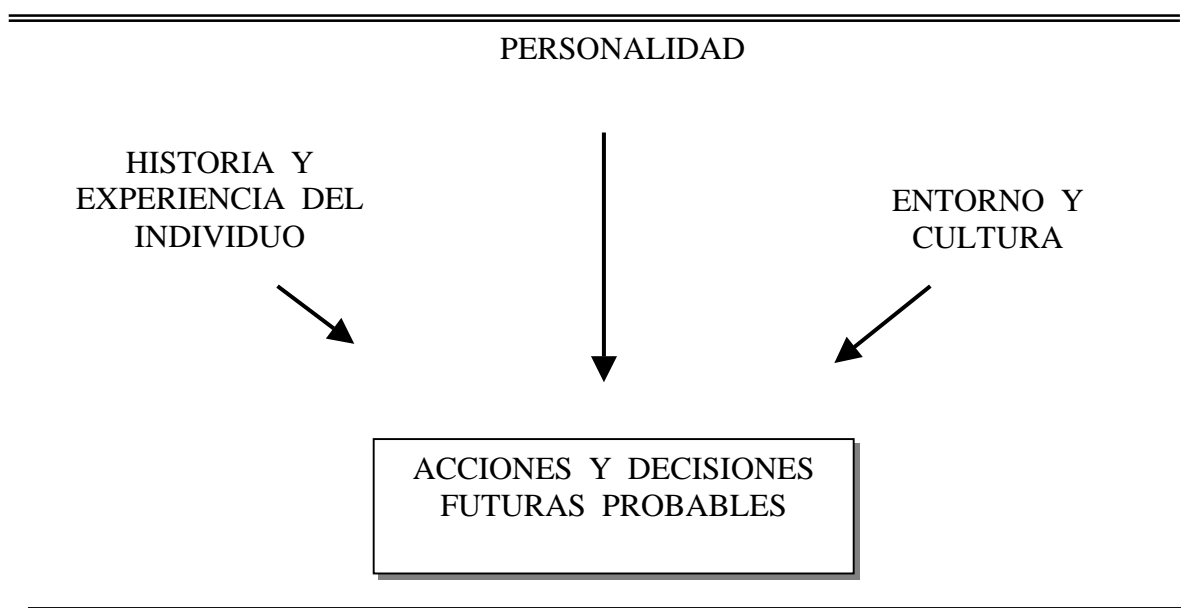 PERSONALIDAD
HISTORIA Y
EXPERIENCIA DEL
INDIVIDUO
ENTORNO Y
CULTURA
ACCIONES Y DECISIONES
FUTURAS PROBABLES